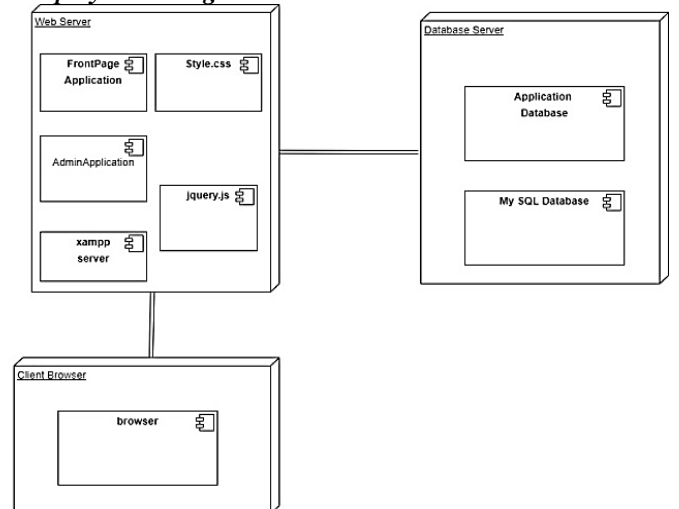 Web Server
FrontPage
Application
Style.css
AdminApplication
jquery.js
xampp
server
Database Server
Application
Database
My SQL Database
Client Browser
browser